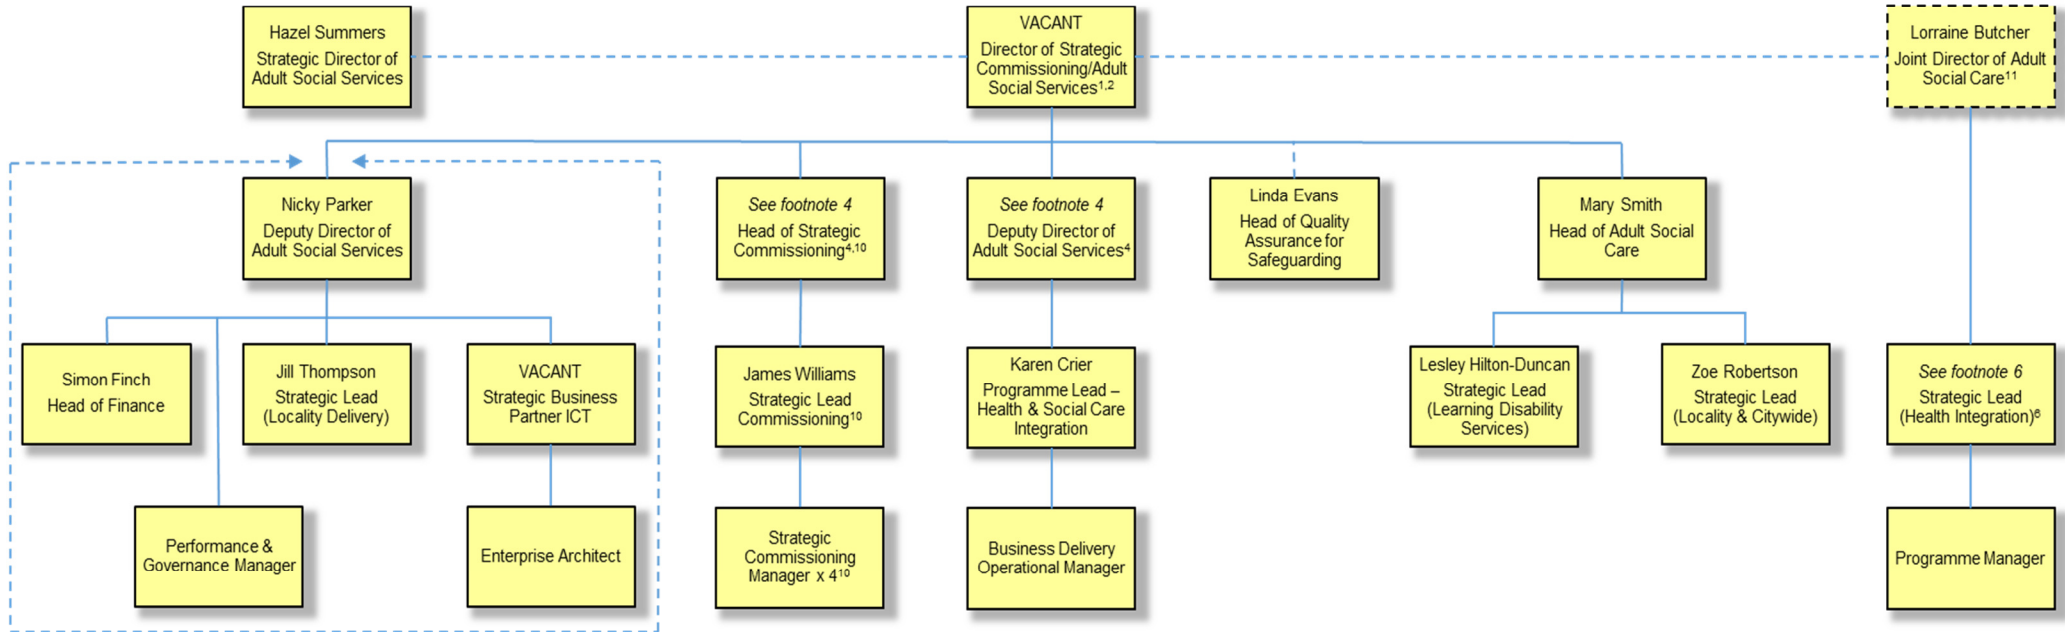 Hazel Summers
Strategic Director of
Adult Social Services
VACANT
Director of Strategic
Commissioning/Adult
Social Services¹,²
Lorraine Butcher
Joint Director of Adult
Social Care¹¹
Nicky Parker
Deputy Director of
Adult Social Services
See footnote 4
Head of Strategic
Commissioning⁴,¹⁰
See footnote 4
Deputy Director of
Adult Social Services⁴
Linda Evans
Head of Quality
Assurance for
Safeguarding
Mary Smith
Head of Adult Social
Care
Simon Finch
Head of Finance
Jill Thompson
Strategic Lead
(Locality Delivery)
VACANT
Strategic Business
Partner ICT
James Williams
Strategic Lead
Commissioning¹⁰
Karen Crier
Programme Lead –
Health & Social Care
Integration
Lesley Hilton-Duncan
Strategic Lead
(Learning Disability
Services)
Zoe Robertson
Strategic Lead
(Locality & Citywide)
See footnote 6
Strategic Lead
(Health Integration)⁶
Performance &
Governance Manager
Enterprise Architect
Strategic
Commissioning
Manager x 4¹⁰
Business Delivery
Operational Manager
Programme Manager